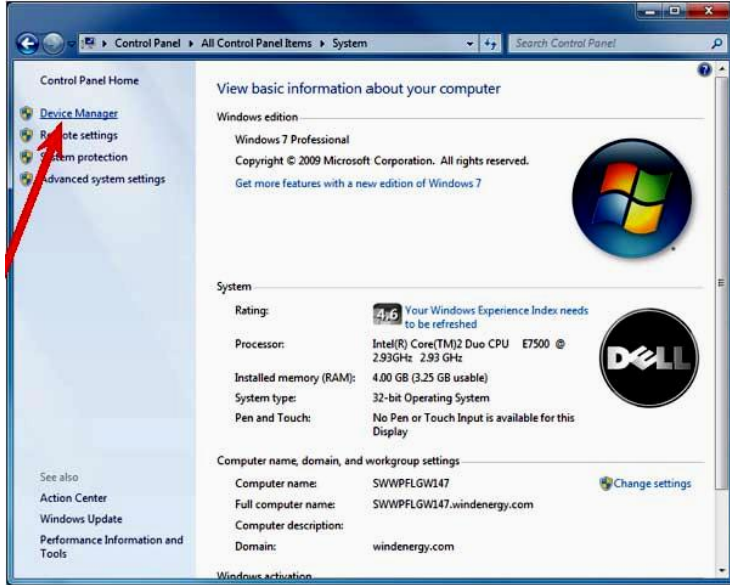 Control Panel ▸ All Control Panel Items ▸ System
Search Control Panel
Control Panel Home
Device Manager
Remote settings
System protection
Advanced system settings
See also
Action Center
Windows Update
Performance Information and
Tools
View basic information about your computer
Windows edition
Windows 7 Professional
Copyright © 2009 Microsoft Corporation. All rights reserved.
Get more features with a new edition of Windows 7
System
Rating:
4,6 Your Windows Experience Index needs
to be refreshed
Processor:
Intel(R) Core(TM)2 Duo CPU E7500 @
2.93GHz 2.93 GHz
Installed memory (RAM): 4.00 GB (3.25 GB usable)
System type: 32-bit Operating System
Pen and Touch: No Pen or Touch Input is available for this
Display
DELL
Computer name, domain, and workgroup settings
Computer name: SWWPFLGW147
Change settings
Full computer name: SWWPFLGW147.windenergy.com
Computer description:
Domain: windenergy.com
Windows activation